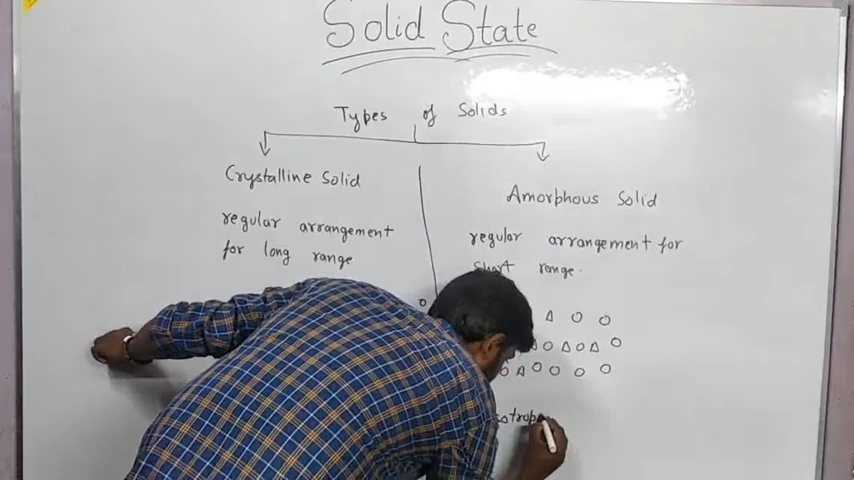 Solid State
Types of Solids
Crystalline Solid
regular arrangement
for long range
Amorphous Solid
regular arrangement for
short range.